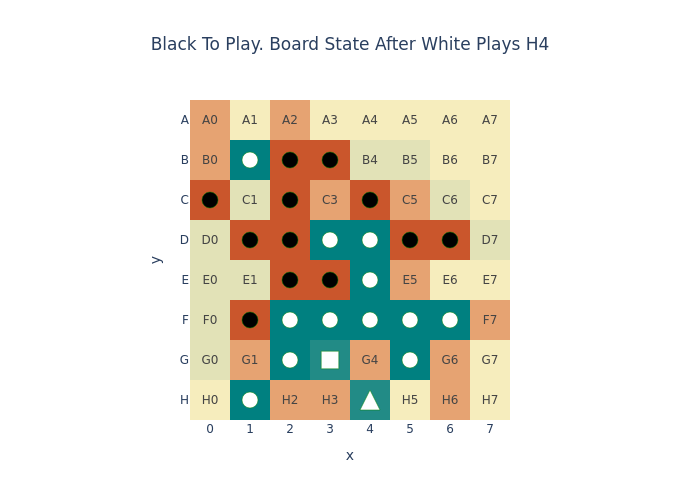 Black To Play. Board State After White Plays H4
A A0 A1 A2 A3 A4 A5 A6 A7
B B0 B4 B5 B6 B7
C C1 C3 C5 C6 C7
D D0 D7
y
E E0 E1 E5 E6 E7
F F0 F7
G G0 G1 G4 G6 G7
H H0 H2 H3 H5 H6 H7
0 1 2 3 4 5 6 7
x